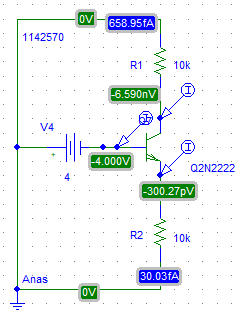 0V
658.95fA
1142570
R1
10k
-6.590nV
I
V4
-4.000V
I
4
Q2N2222
-300.27pV
R2
10k
30.03fA
Anas
0V